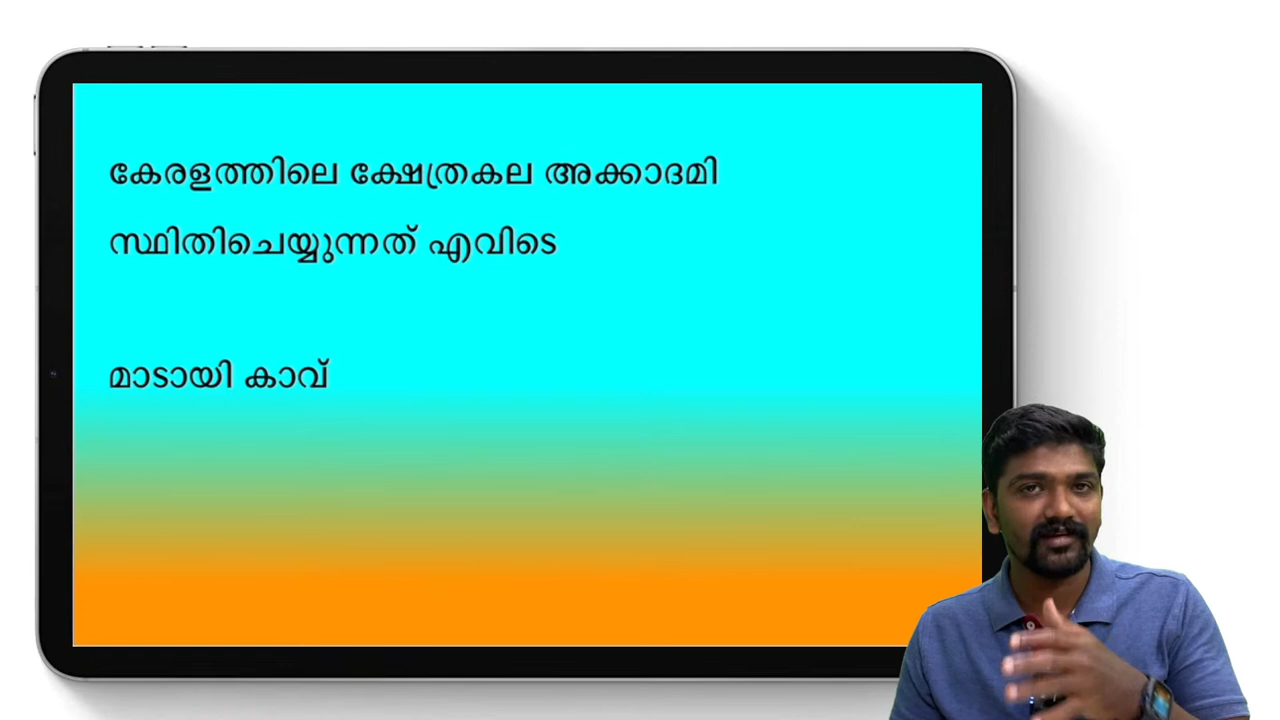 കേരളത്തിലെ ക്ഷേത്രകല അക്കാദമി
സ്ഥിതിചെയ്യുന്നത് എവിടെ
മാടായി കാവ്